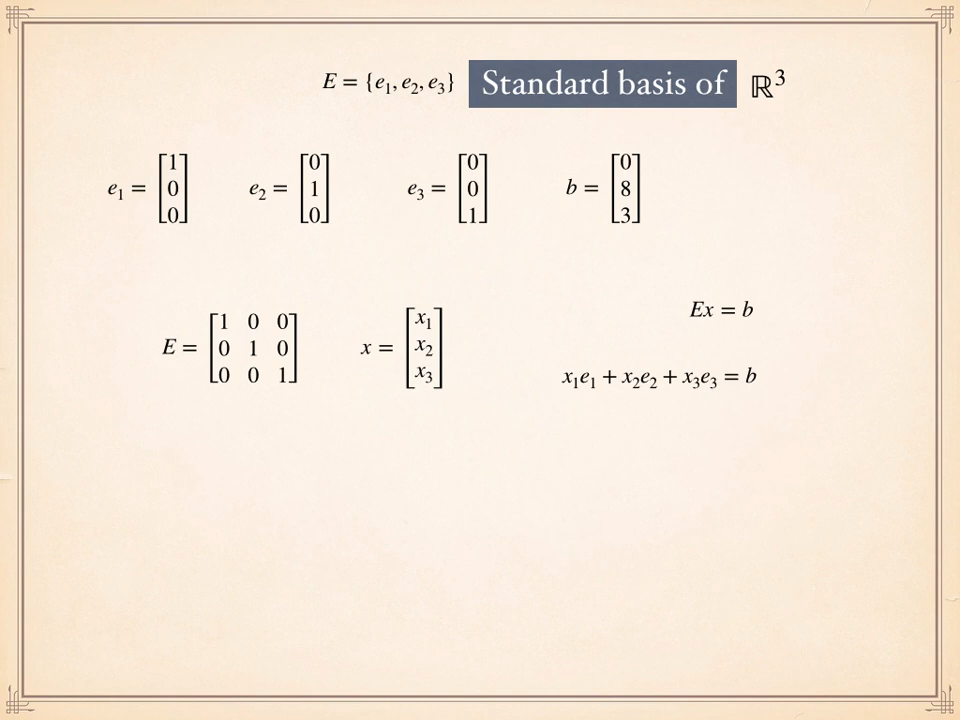 E = {e₁, e₂, e₃} Standard basis of ℝ³
e₁ = [1 0 0] e₂ = [0 1 0] e₃ = [0 0 1] b = [0 8 3]
Ex = b
E = [1 0 0 0 1 0 0 0 1] x = [x₁ x₂ x₃]
x₁e₁ + x₂e₂ + x₃e₃ = b